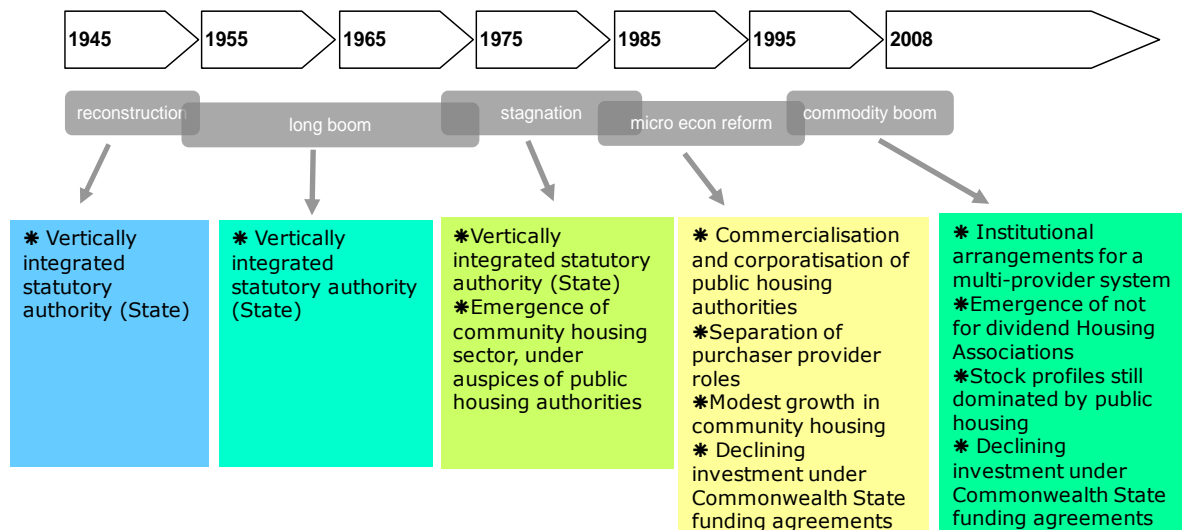 1945
1955
1965
1975
1985
1995
2008
reconstruction
long boom
stagnation
micro econ reform
commodity boom
✷ Vertically
integrated
statutory
authority (State)
✷ Vertically
integrated
statutory authority
(State)
✷Vertically
integrated statutory
authority (State)
✷Emergence of
community housing
sector, under
auspices of public
housing authorities
✷ Commercialisation
and corporatisation of
public housing
authorities
✷Separation of
purchaser provider
roles
✷Modest growth in
community housing
✷ Declining
investment under
Commonwealth State
funding agreements
✷ Institutional
arrangements for a
multi-provider system
✷Emergence of not
for dividend Housing
Associations
✷Stock profiles still
dominated by public
housing
✷ Declining
investment under
Commonwealth State
funding agreements